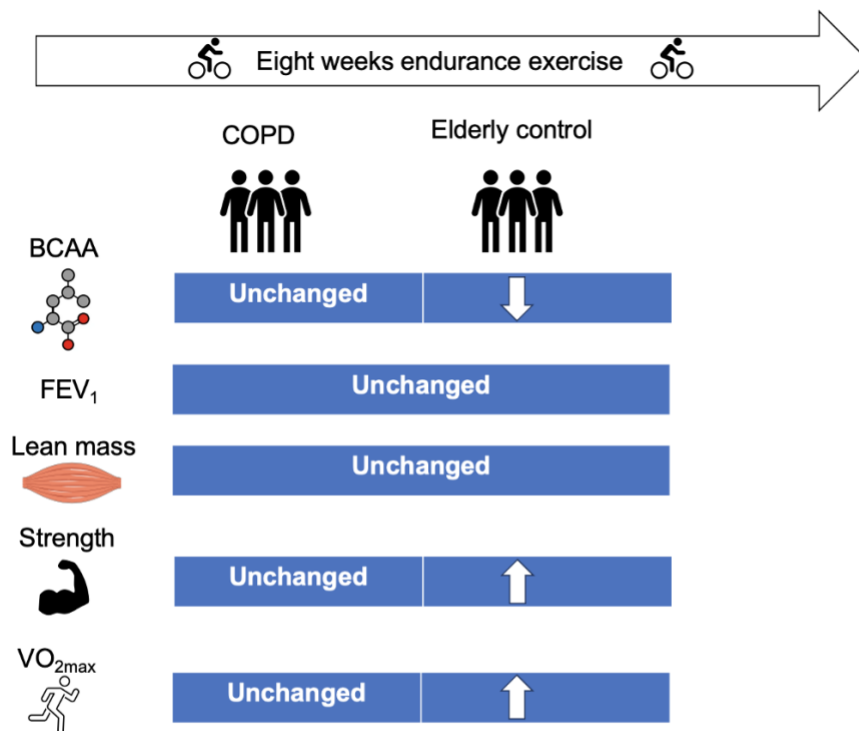 Eight weeks endurance exercise
COPD Elderly control
BCAA
Unchanged
FEV₁
Unchanged
Lean mass
Unchanged
Strength
Unchanged
VO₂max
Unchanged